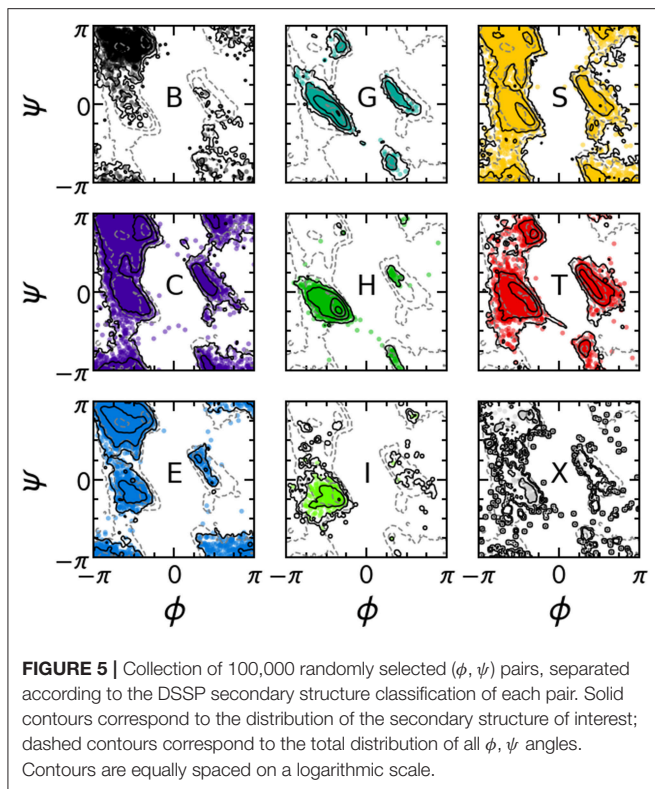 π
ψ
0
−π
B
G
S
π
ψ
0
−π
C
H
T
π
ψ
0
−π
E
I
X
−π
0
π
−π
0
π
−π
0
π
ϕ
ϕ
ϕ
FIGURE 5 | Collection of 100,000 randomly selected (ϕ, ψ) pairs, separated
according to the DSSP secondary structure classification of each pair. Solid
contours correspond to the distribution of the secondary structure of interest;
dashed contours correspond to the total distribution of all ϕ, ψ angles.
Contours are equally spaced on a logarithmic scale.